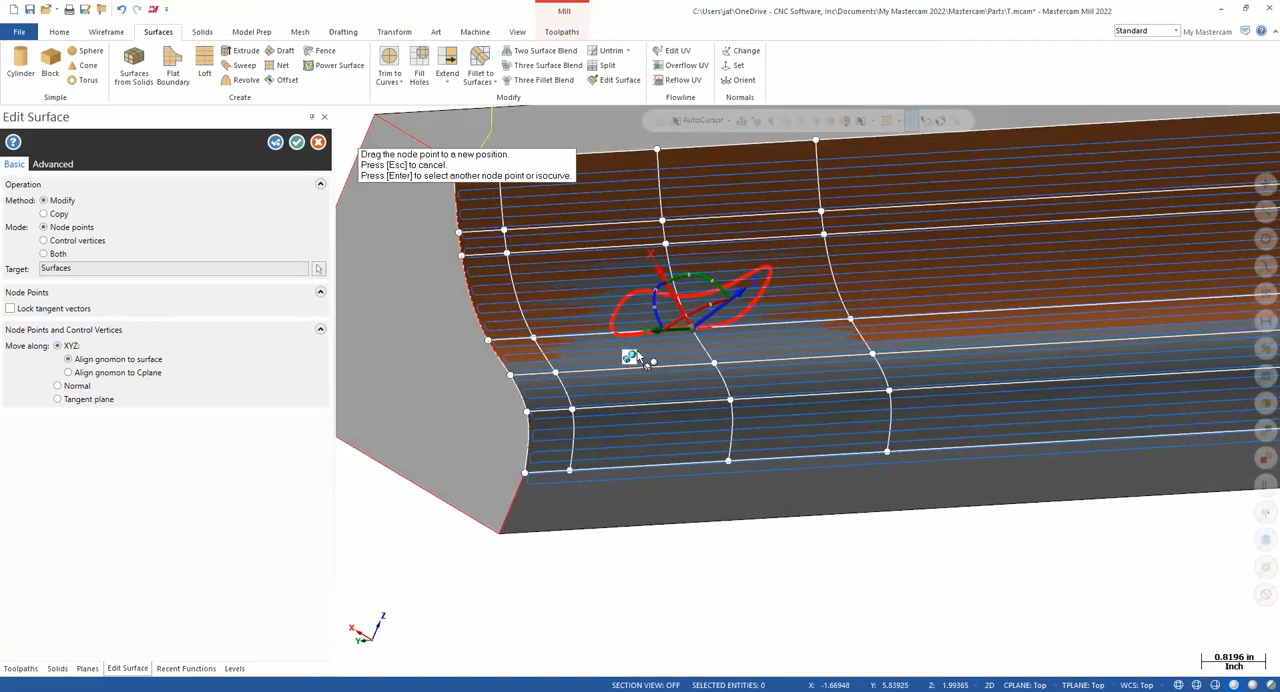 Mill
C:\Users\jat\OneDrive - CNC Software, Inc\Documents\My Mastercam 2022\Mastercam\Parts\T.mcam* - Mastercam Mill 2022
File Home Wireframe Surfaces Solids Model Prep Mesh Drafting Transform Art Machine View Toolpaths
Standard My Mastercam
Cylinder Block Sphere Cone Torus
Simple
Surfaces from Solids Flat Boundary Loft Extrude Sweep Revolve Draft Net Offset Fence Power Surface
Create
Trim to Curves Fill Holes Extend Fillet to Surfaces Two Surface Blend Three Surface Blend Three Fillet Blend Untrim Split Edit Surface
Modify
Edit UV Overflow UV Reflow UV
Flowline
Change Set Orient
Normals
Edit Surface
Basic Advanced
Operation
Method: Modify
Copy
Mode: Node points
Control vertices
Both
Target: Surfaces
Node Points
Lock tangent vectors
Node Points and Control Vertices
Move along: XYZ:
Align gnomon to surface
Align gnomon to Cplane
Normal
Tangent plane
AutoCursor
Drag the node point to a new position.
Press [Esc] to cancel.
Press [Enter] to select another node point or isocurve.
X
Z
X
Y
0.8196 in
Inch
Toolpaths Solids Planes Edit Surface Recent Functions Levels
SECTION VIEW: OFF SELECTED ENTITIES: 0 X: -1.66948 Y: 5.83925 Z: 1.99365 2D CPLANE: Top TPLANE: Top WCS: Top